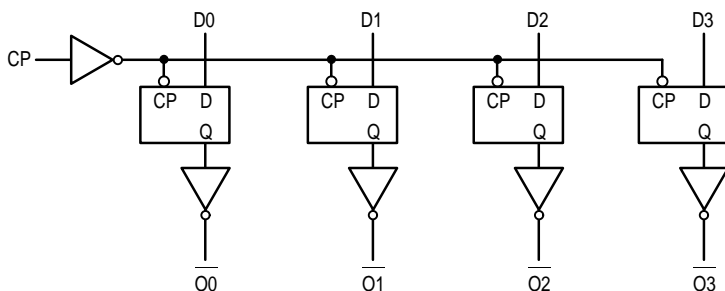 D0 D1 D2 D3
CP
CP D CP D CP D CP D
Q Q Q Q
O0 O1 O2 O3